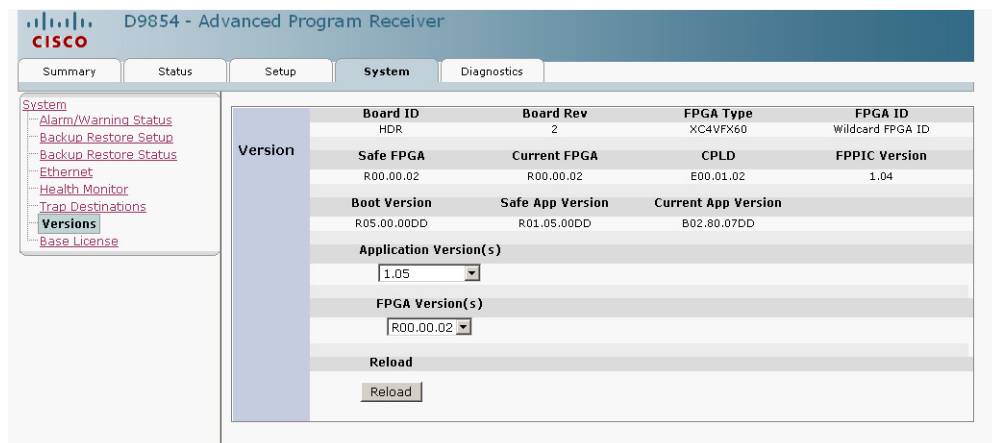 D9854 - Advanced Program Receiver
CISCO
Summary Status Setup System Diagnostics
System
Alarm/Warning Status
Backup Restore Setup
Backup Restore Status
Ethernet
Health Monitor
Trap Destinations
Versions
Base License
Version
Board ID Board Rev FPGA Type FPGA ID
HDR 2 XC4VFX60 Wildcard FPGA ID
Safe FPGA Current FPGA CPLD FPPIC Version
R00.00.02 R00.00.02 E00.01.02 1.04
Boot Version Safe App Version Current App Version
R05.00.00DD R01.05.00DD B02.80.07DD
Application Version(s)
1.05
FPGA Version(s)
R00.00.02
Reload
Reload